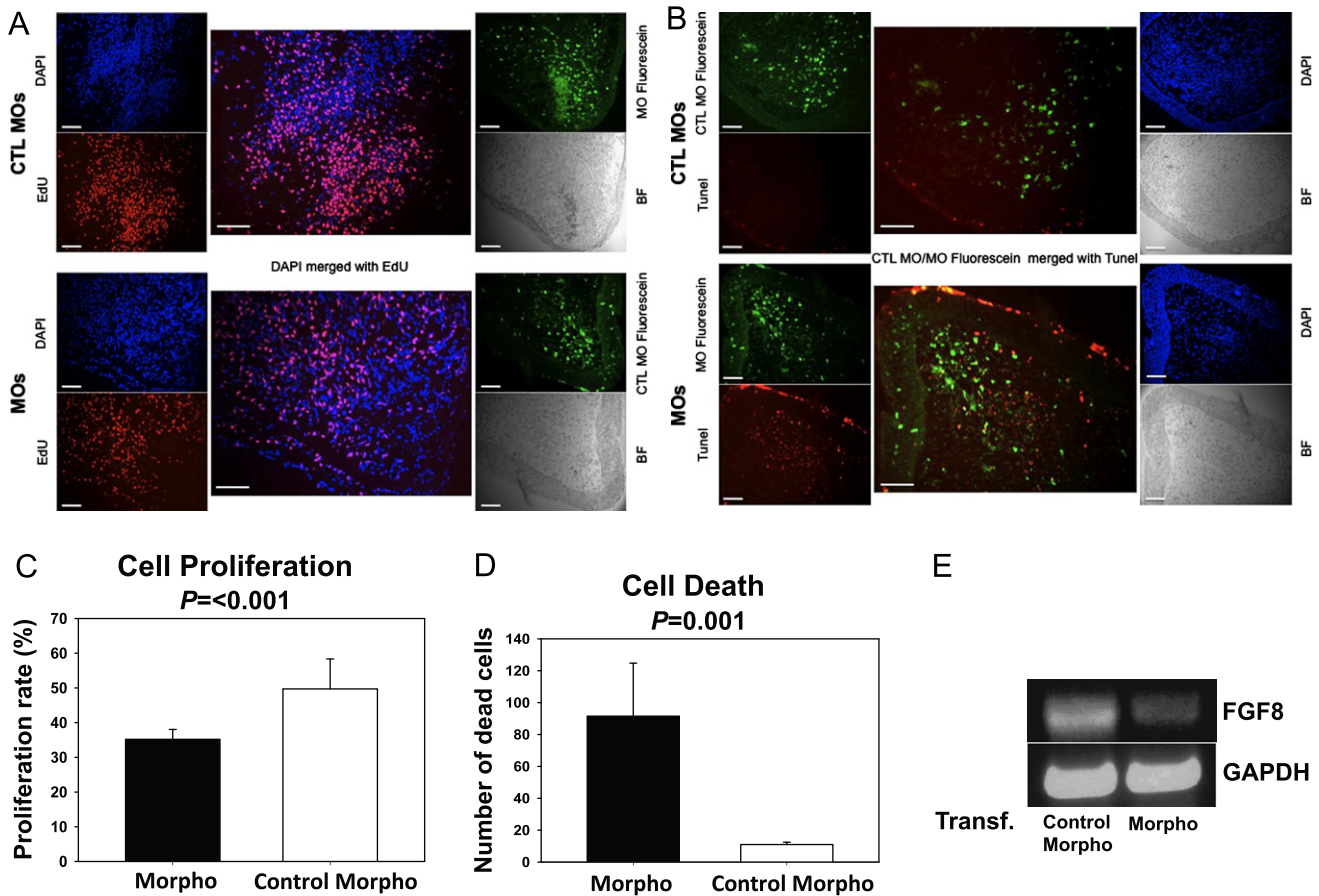 A
CTL MOs
DAPI
EdU
MO Fluorescein
BF
DAPI merged with EdU
MOs
DAPI
EdU
CTL MO Fluorescein
BF
B
CTL MOs
CTL MO Fluorescein
Tunel
DAPI
BF
CTL MO/MO Fluorescein merged with Tunel
MOs
MO Fluorescein
Tunel
DAPI
BF
C
Cell Proliferation
P=<0.001
Proliferation rate (%)
70
60
50
40
30
20
10
0
Morpho
Control Morpho
D
Cell Death
P=0.001
Number of dead cells
140
120
100
80
60
40
20
0
Morpho
Control Morpho
E
FGF8
GAPDH
Transf.
Control
Morpho
Morpho